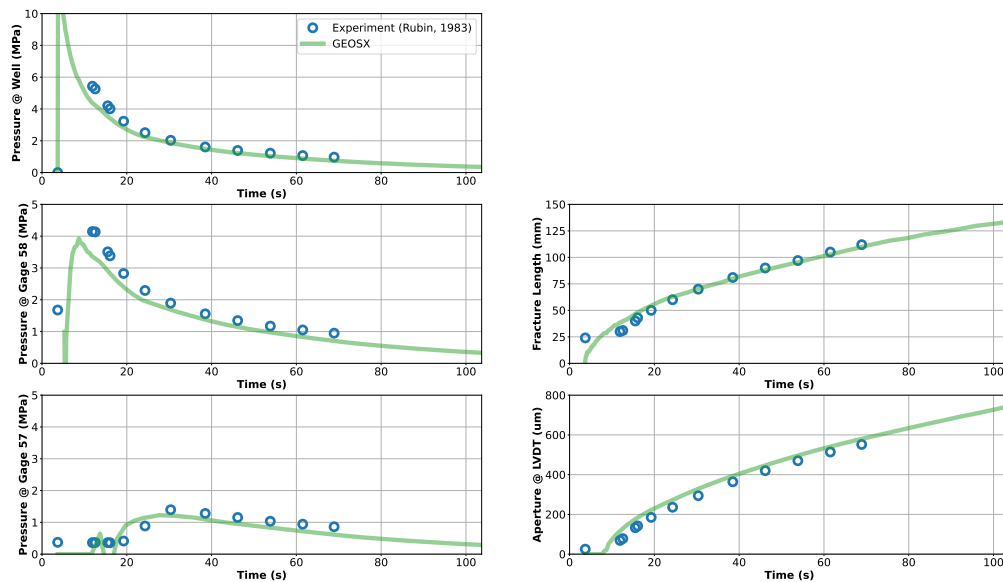 Pressure @ Well (MPa)
10
8
6
4
2
0
Experiment (Rubin, 1983)
GEOSX
0 20 40 60 80 100
Time (s)
Pressure @ Gage 58 (MPa)
5
4
3
2
1
0
0 20 40 60 80 100
Time (s)
Fracture Length (mm)
150
125
100
75
50
25
0
0 20 40 60 80 100
Time (s)
Pressure @ Gage 57 (MPa)
5
4
3
2
1
0
0 20 40 60 80 100
Time (s)
Aperture @ LVDT (um)
800
600
400
200
0
0 20 40 60 80 100
Time (s)